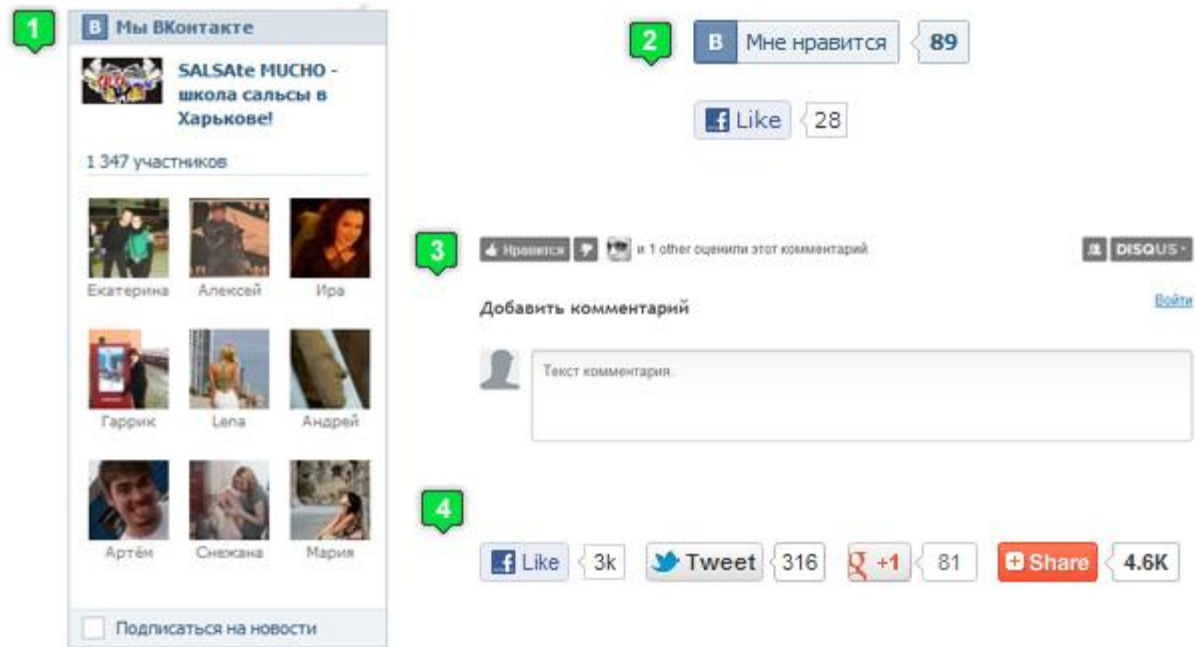 1
В Мы ВКонтакте
SALSAte MUCHO -
школа сальсы в
Харькове!
1 347 участников
Екатерина Алексей Ира
Гаррик Lena Андрей
Артём Снежана Мария
Подписаться на новости
2
В Мне нравится 89
f Like 28
3
Нравится и 1 other оценили этот комментарий. DISQUS
Добавить комментарий Войти
Текст комментария.
4
f Like 3k Tweet 316 g +1 81 Share 4.6K